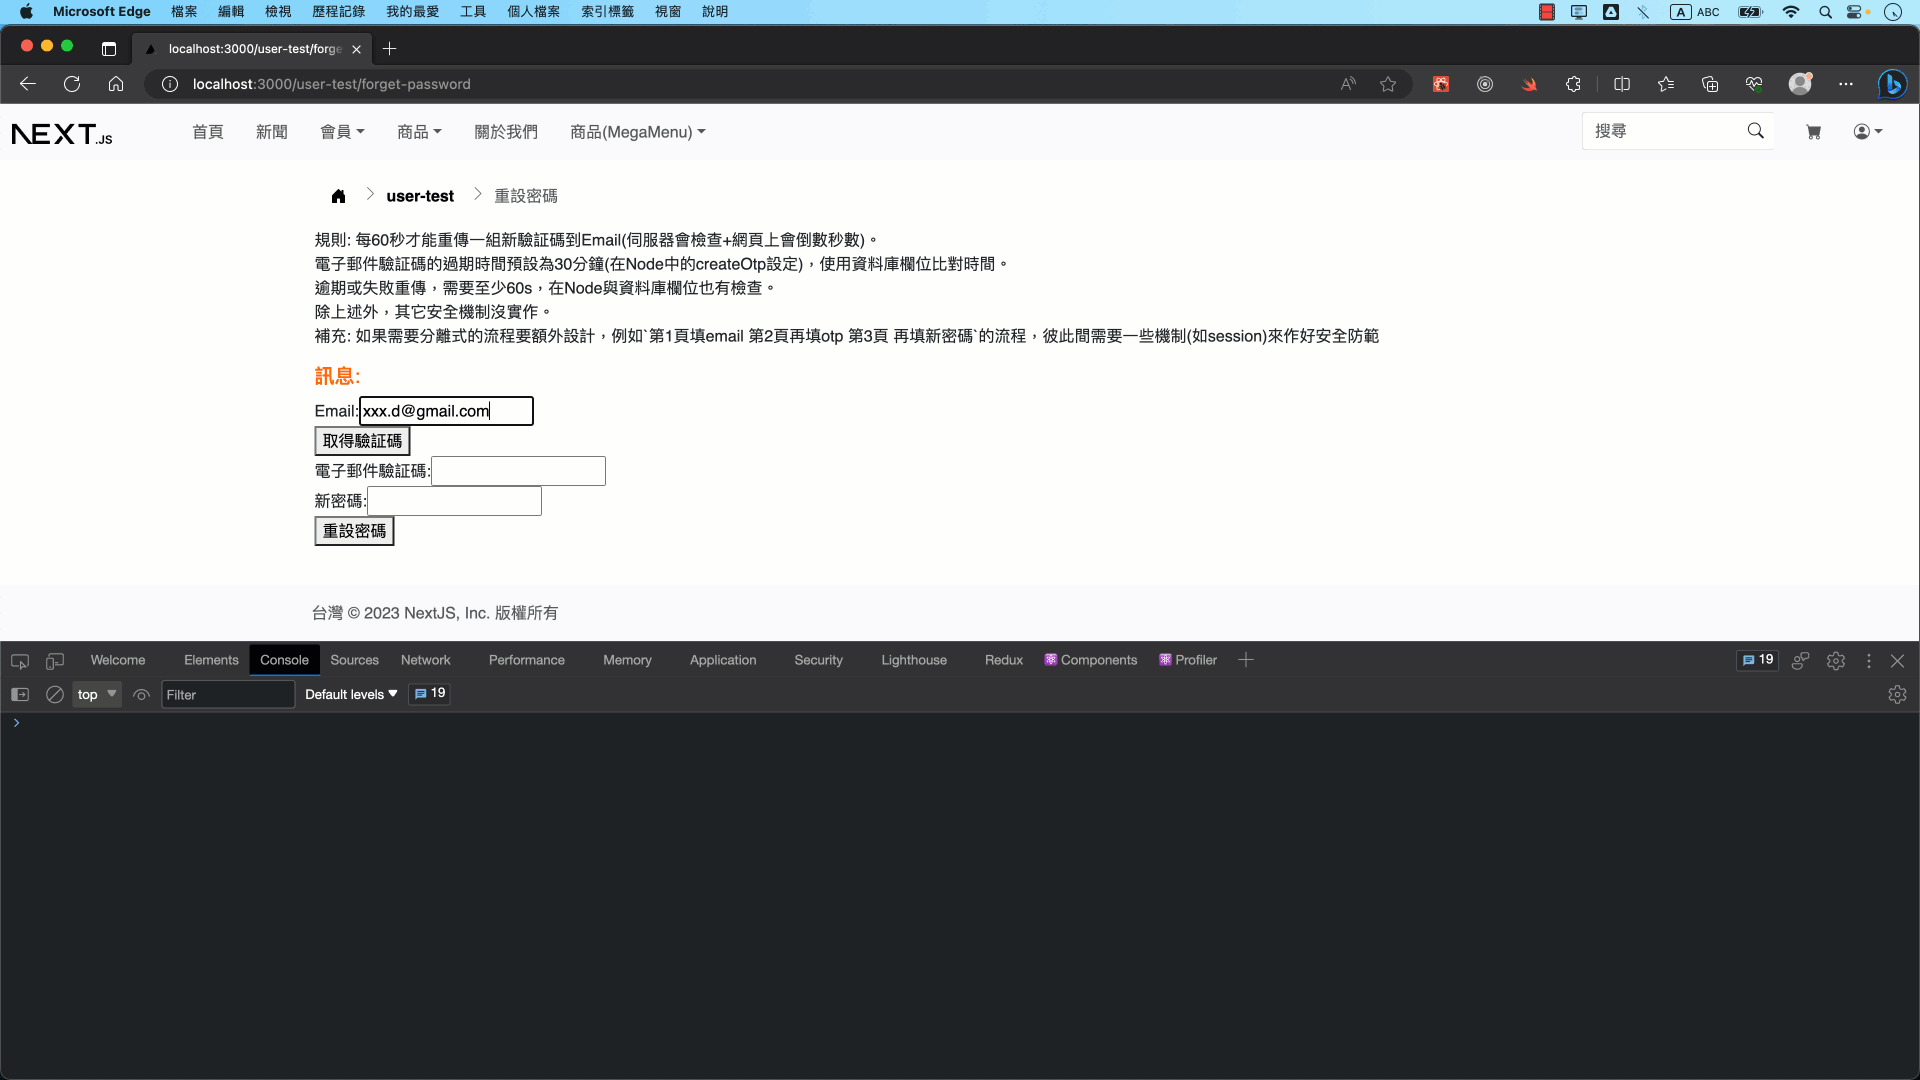 Microsoft Edge 檔案 編輯 檢視 歷程記錄 我的最愛 工具 個人檔案 索引標籤 視窗 說明 A ABC
localhost:3000/user-test/forge
localhost:3000/user-test/forget-password
NEXT.JS 首頁 新聞 會員 商品 關於我們 商品(MegaMenu) 搜尋
user-test 重設密碼
規則: 每60秒才能重傳一組新驗証碼到Email(伺服器會檢查+網頁上會倒數秒數)。
電子郵件驗証碼的過期時間預設為30分鐘(在Node中的createOtp設定)，使用資料庫欄位比對時間。
逾期或失敗重傳，需要至少60s，在Node與資料庫欄位也有檢查。
除上述外，其它安全機制沒實作。
補充: 如果需要分離式的流程要額外設計，例如`第1頁填email 第2頁再填otp 第3頁 再填新密碼`的流程，彼此間需要一些機制(如session)來作好安全防範
訊息:
Email:xxx.d@gmail.com
取得驗証碼
電子郵件驗証碼:
新密碼:
重設密碼
台灣 © 2023 NextJS, Inc. 版權所有
Welcome Elements Console Sources Network Performance Memory Application Security Lighthouse Redux Components Profiler 19
top Filter Default levels 19